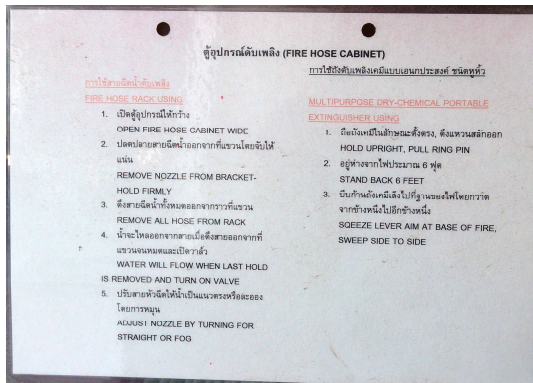 ตู้อุปกรณ์ดับเพลิง (FIRE HOSE CABINET)
การใช้สายฉีดน้ำดับเพลิง
FIRE HOSE RACK USING
1. เปิดตู้อุปกรณ์ให้กว้าง
OPEN FIRE HOSE CABINET WIDE
2. ปลดปลายสายฉีดน้ำออกจากที่แขวนโดยจับให้
แน่น
REMOVE NOZZLE FROM BRACKET-
HOLD FIRMLY
3. ดึงสายฉีดน้ำทั้งหมดออกจากราวที่แขวน
REMOVE ALL HOSE FROM RACK
4. น้ำจะไหลออกจากสายเมื่อดึงสายออกจากที่
แขวนจนหมดและเปิดวาล์ว
WATER WILL FLOW WHEN LAST HOLD
IS REMOVED AND TURN ON VALVE
5. ปรับสายหัวฉีดให้น้ำเป็นแนวตรงหรือละออง
โดยการหมุน
ADJUST NOZZLE BY TURNING FOR
STRAIGHT OR FOG
การใช้ถังดับเพลิงเคมีแบบเอนกประสงค์ ชนิดหูหิ้ว
MULTIPURPOSE DRY-CHEMICAL PORTABLE
EXTINGUISHER USING
1. ถือถังเคมีในลักษณะตั้งตรง, ดึงแหวนสลักออก
HOLD UPRIGHT, PULL RING PIN
2. อยู่ห่างจากไฟประมาณ 6 ฟุต
STAND BACK 6 FEET
3. บีบก้านถังเคมีเล็งไปที่ฐานของไฟโดยกวาด
จากข้างหนึ่งไปอีกข้างหนึ่ง
SQEEZE LEVER AIM AT BASE OF FIRE,
SWEEP SIDE TO SIDE